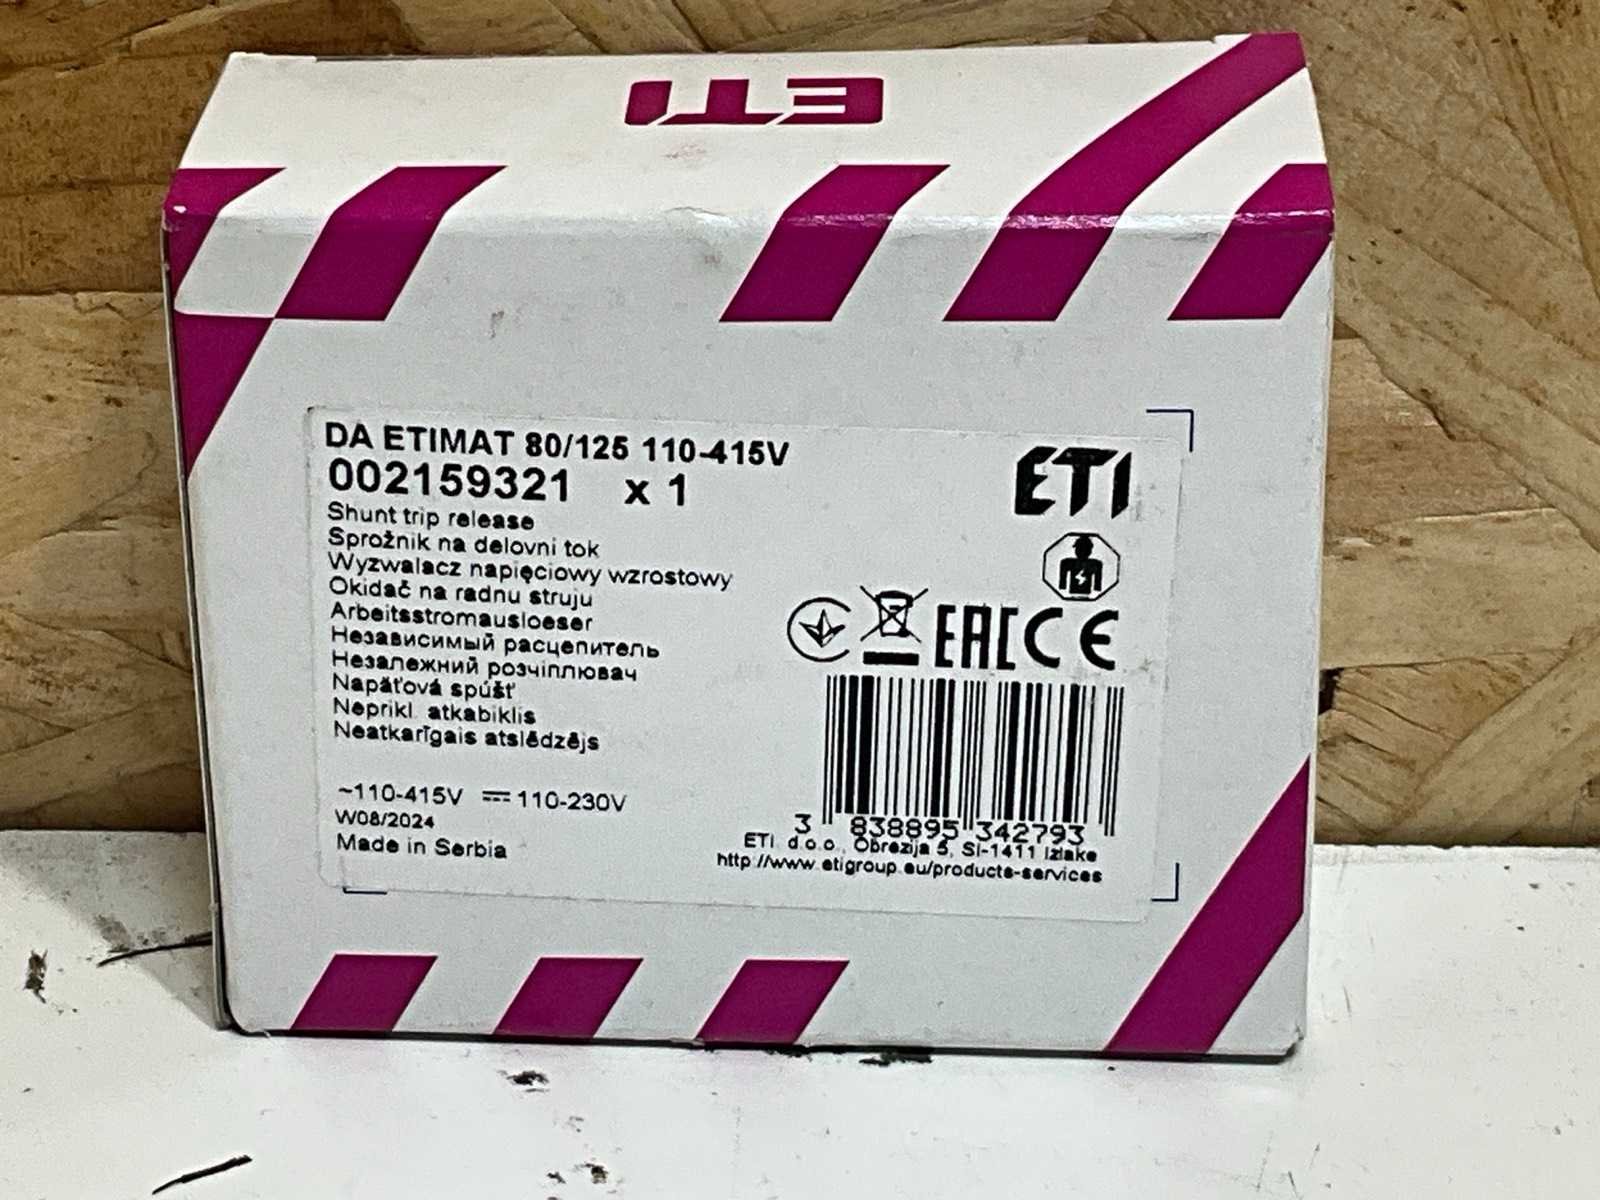 ETI
DA ETIMAT 80/125 110-415V
002159321 x 1
Shunt trip release
Sprožnik na delovni tok
Wyzwalacz napięciowy wzrostowy
Okidač na radnu struju
Arbeitsstromausloeser
Независимый расцепитель
Незалежний розчіплювач
Napäťová spúšť
Neprikl. atkabiklis
Neatkarīgais atslēdzējs
~110-415V ⎓ 110-230V
W08/2024
Made in Serbia
ETI
EAC CE
3 838895 342793
ETI d.o.o., Obrezija 5, SI-1411 Izlake
http://www.etigroup.eu/products-services